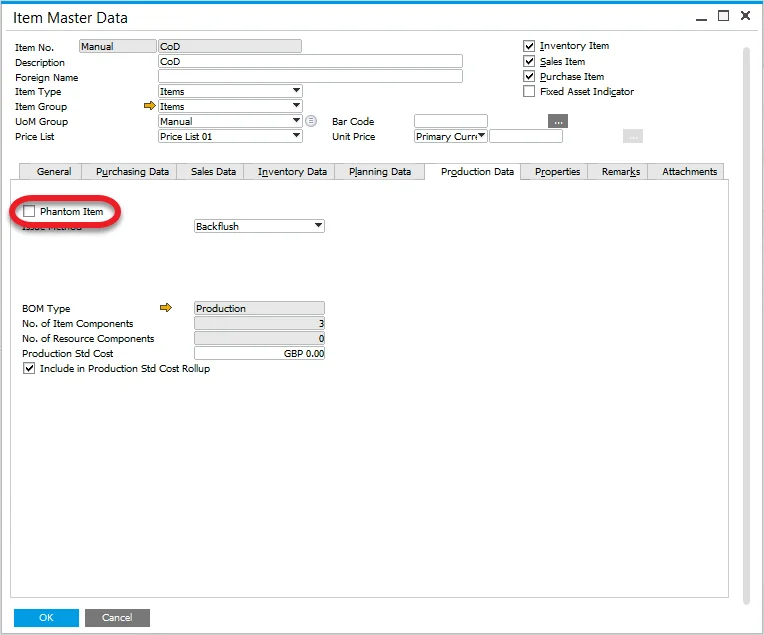 Item Master Data
Item No. Manual CoD
Inventory Item
Description CoD
Sales Item
Foreign Name
Purchase Item
Item Type Items
Fixed Asset Indicator
Item Group Items
UoM Group Manual Bar Code ...
Price List Price List 01 Unit Price Primary Curre ...
General Purchasing Data Sales Data Inventory Data Planning Data Production Data Properties Remarks Attachments
Phantom Item
Issue Method Backflush
BOM Type Production
No. of Item Components 3
No. of Resource Components 0
Production Std Cost GBP 0.00
Include in Production Std Cost Rollup
OK Cancel